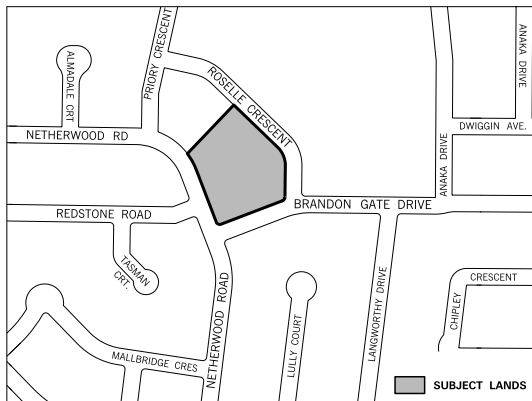 ALMADALE CRT
PRIORY CRESCENT
ROSELLE CRESCENT
ANAKA DRIVE
DWIGGIN AVE.
NETHERWOOD RD
ANAKA DRIVE
BRANDON GATE DRIVE
REDSTONE ROAD
TASMAN
CRT.
NETHERWOOD ROAD
LULLY COURT
LANGWORTHY DRIVE
CRESCENT
CHIPLEY
MALLBRIDGE CRES
SUBJECT LANDS